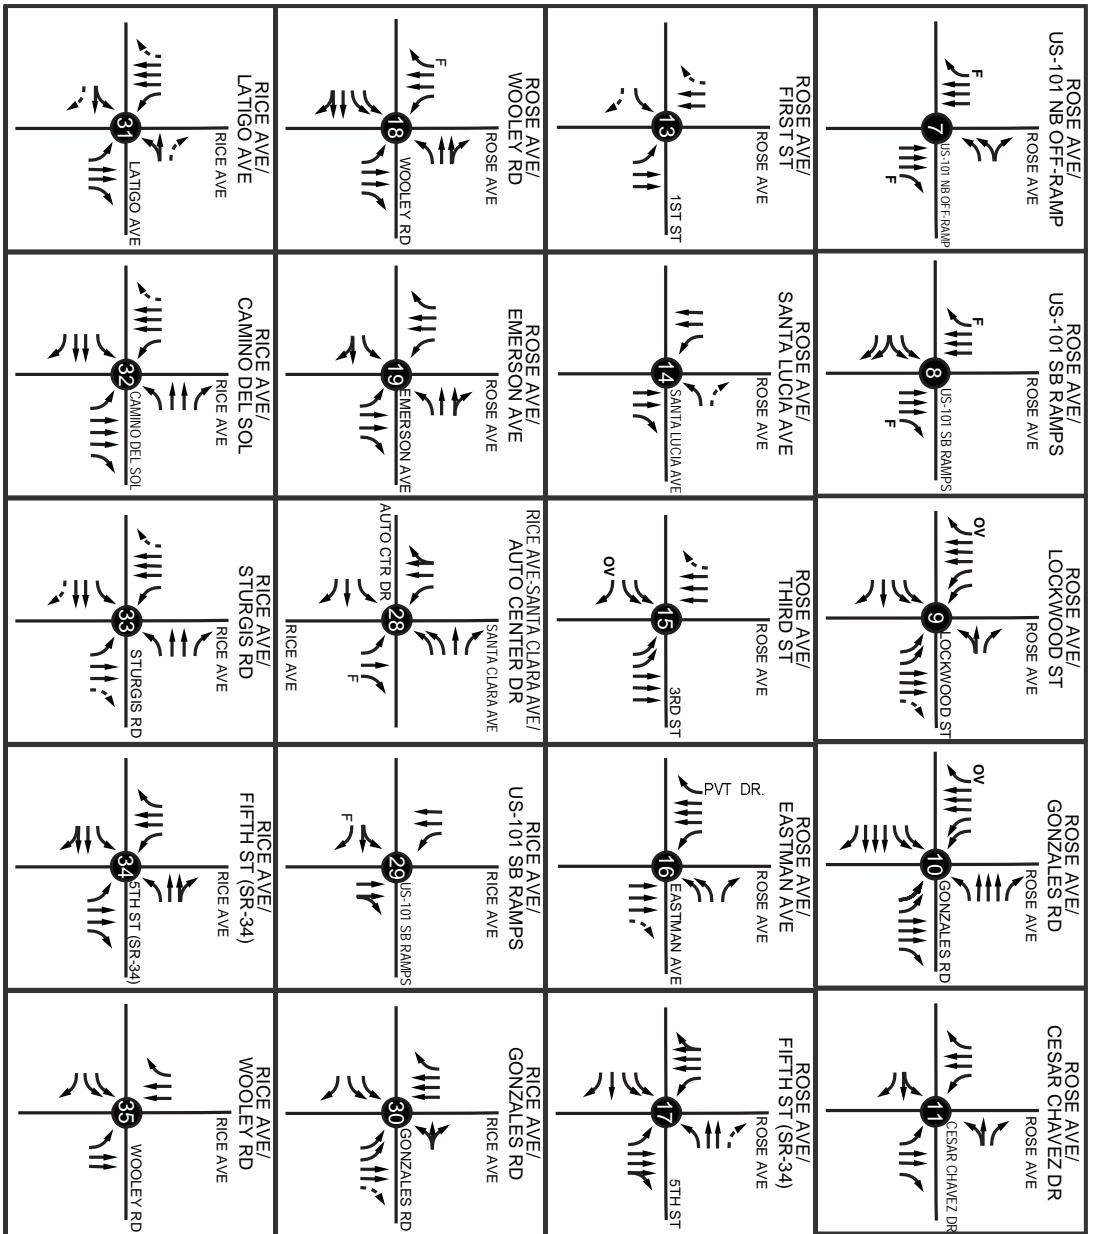 ROSE AVE/
US-101 NB OFF-RAMP
ROSE AVE
F
7
US-101 NB OFF-RAMP
F
ROSE AVE/
US-101 SB RAMPS
ROSE AVE
F
8
US-101 SB RAMPS
F
ROSE AVE/
LOCKWOOD ST
ROSE AVE
OV
9
LOCKWOOD ST
ROSE AVE/
GONZALES RD
ROSE AVE
OV
10
GONZALES RD
ROSE AVE/
CESAR CHAVEZ DR
ROSE AVE
11
CESAR CHAVEZ DR
ROSE AVE/
FIRST ST
ROSE AVE
13
1ST ST
ROSE AVE/
SANTA LUCIA AVE
ROSE AVE
14
SANTA LUCIA AVE
ROSE AVE/
THIRD ST
ROSE AVE
15
3RD ST
OV
ROSE AVE/
EASTMAN AVE
ROSE AVE
PVT DR.
16
EASTMAN AVE
ROSE AVE/
FIFTH ST (SR-34)
ROSE AVE
17
5TH ST
ROSE AVE/
WOOLEY RD
ROSE AVE
F
18
WOOLEY RD
ROSE AVE/
EMERSON AVE
ROSE AVE
19
EMERSON AVE
RICE AVE-SANTA CLARA AVE/
AUTO CENTER DR
SANTA CLARA AVE
AUTO CTR DR
28
F
RICE AVE
RICE AVE/
US-101 SB RAMPS
RICE AVE
29
US-101 SB RAMPS
F
RICE AVE/
GONZALES RD
RICE AVE
30
GONZALES RD
RICE AVE/
LATIGO AVE
RICE AVE
31
LATIGO AVE
RICE AVE/
CAMINO DEL SOL
RICE AVE
32
CAMINO DEL SOL
RICE AVE/
STURGIS RD
RICE AVE
33
STURGIS RD
RICE AVE/
FIFTH ST (SR-34)
RICE AVE
34
5TH ST (SR-34)
RICE AVE/
WOOLEY RD
RICE AVE
35
WOOLEY RD